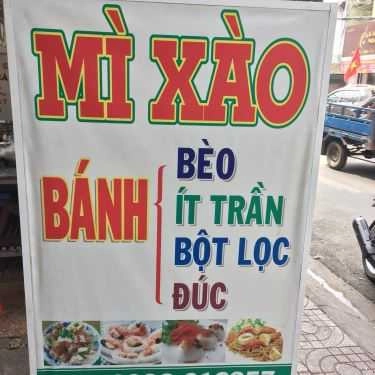 MÌ XÀO
BÁNH
BÈO
ÍT TRẦN
BỘT LỌC
ĐÚC